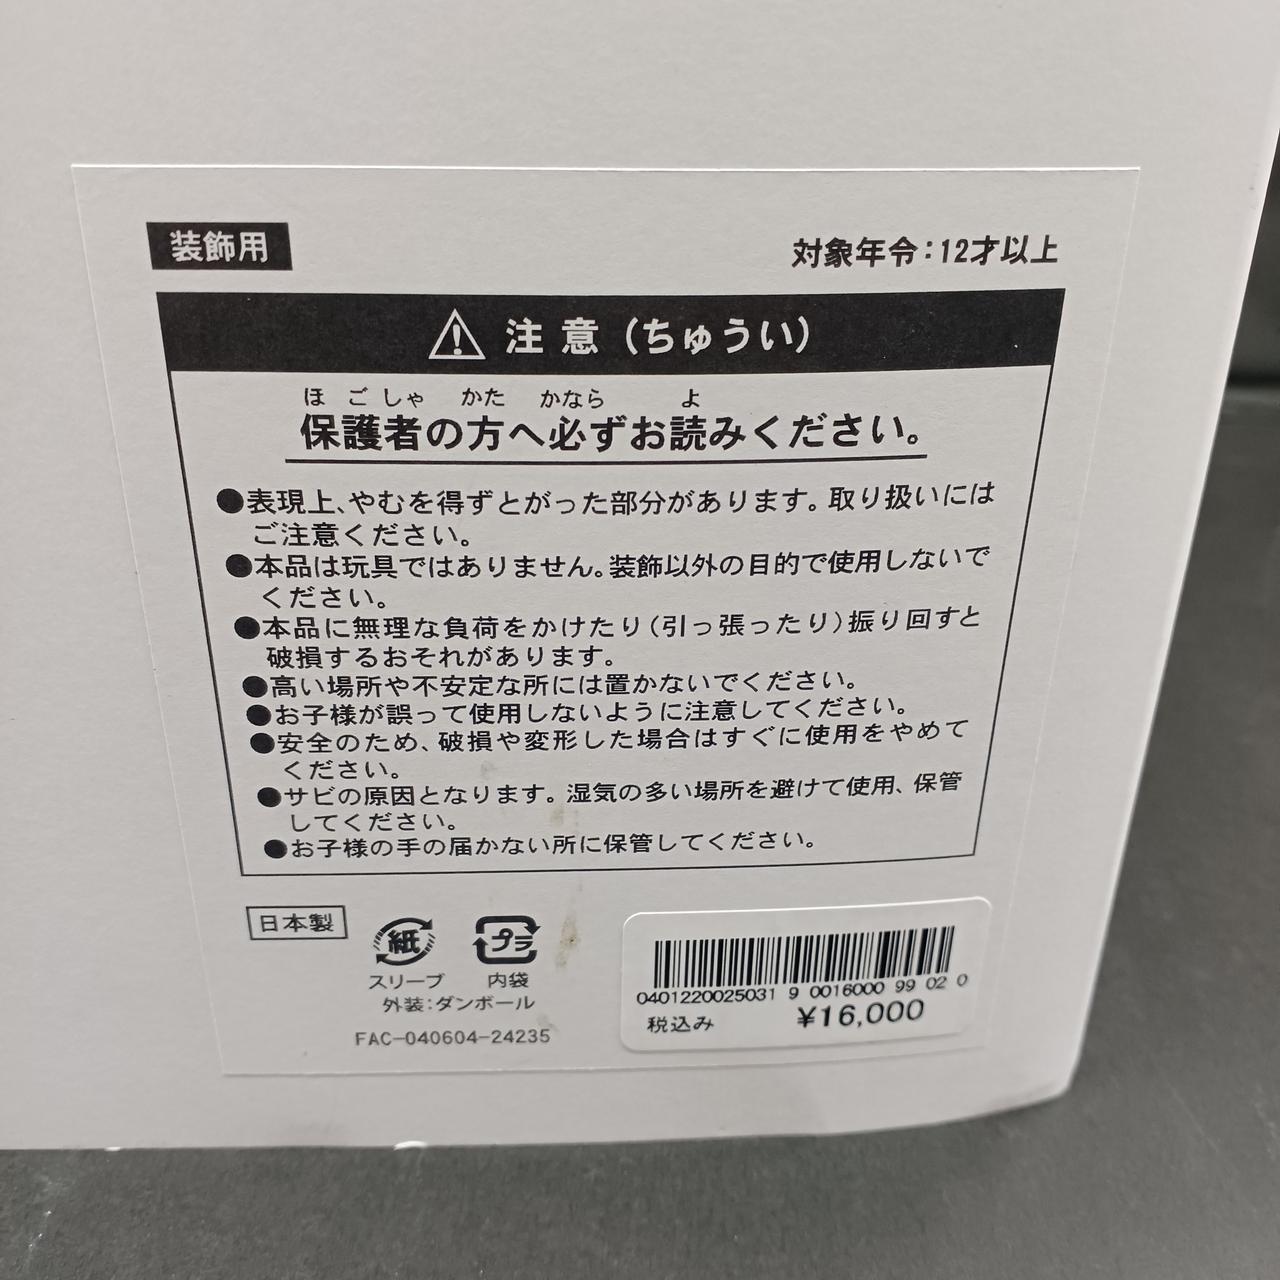 装飾用
対象年令：12才以上
注意（ちゅうい）
ほごしゃ かた かなら よ
保護者の方へ必ずお読みください。
●表現上、やむを得ずとがった部分があります。取り扱いには
ご注意ください。
●本品は玩具ではありません。装飾以外の目的で使用しないで
ください。
●本品に無理な負荷をかけたり（引っ張ったり）振り回すと
破損するおそれがあります。
●高い場所や不安定な所には置かないでください。
●お子様が誤って使用しないように注意してください。
●安全のため、破損や変形した場合はすぐに使用をやめて
ください。
●サビの原因となります。湿気の多い場所を避けて使用、保管
してください。
●お子様の手の届かない所に保管してください。
日本製
紙
プラ
スリーブ 内袋
外装：ダンボール
FAC-040604-24235
0401220025031 9 0016000 99 02 0
税込み ¥16,000